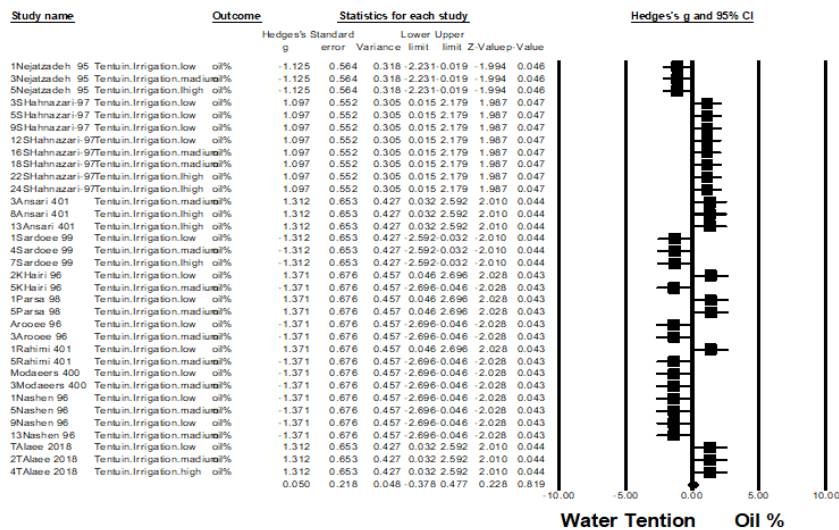 Study name Outcome Statistics for each study Hedges's g and 95% CI
Hedges's Standard Lower Upper
g error Variance limit limit Z-Value p-Value
1Nejatzadeh 95 Tentuin.Irrigation.low oil% -1.125 0.564 0.318 -2.231 -0.019 -1.994 0.046
3Nejatzadeh 95 Tentuin.Irrigation.madium oil% -1.125 0.564 0.318 -2.231 -0.019 -1.994 0.046
5Nejatzadeh 95 Tentuin.Irrigation.lhigh oil% -1.125 0.564 0.318 -2.231 -0.019 -1.994 0.046
3SHahnazari-97 Tentuin.Irrigation.low oil% 1.097 0.552 0.305 0.015 2.179 1.987 0.047
5SHahnazari-97 Tentuin.Irrigation.low oil% 1.097 0.552 0.305 0.015 2.179 1.987 0.047
9SHahnazari-97 Tentuin.Irrigation.low oil% 1.097 0.552 0.305 0.015 2.179 1.987 0.047
12SHahnazari-97 Tentuin.Irrigation.madium oil% 1.097 0.552 0.305 0.015 2.179 1.987 0.047
16SHahnazari-97 Tentuin.Irrigation.madium oil% 1.097 0.552 0.305 0.015 2.179 1.987 0.047
18SHahnazari-97 Tentuin.Irrigation.madium oil% 1.097 0.552 0.305 0.015 2.179 1.987 0.047
22SHahnazari-97 Tentuin.Irrigation.lhigh oil% 1.097 0.552 0.305 0.015 2.179 1.987 0.047
24SHahnazari-97 Tentuin.Irrigation.lhigh oil% 1.097 0.552 0.305 0.015 2.179 1.987 0.047
3Ansari 401 Tentuin.Irrigation.madium oil% 1.312 0.653 0.427 0.032 2.592 2.010 0.044
8Ansari 401 Tentuin.Irrigation.lhigh oil% 1.312 0.653 0.427 0.032 2.592 2.010 0.044
13Ansari 401 Tentuin.Irrigation.lhigh oil% 1.312 0.653 0.427 0.032 2.592 2.010 0.044
1Sardoee 99 Tentuin.Irrigation.low oil% -1.312 0.653 0.427 -2.592 -0.032 -2.010 0.044
4Sardoee 99 Tentuin.Irrigation.madium oil% -1.312 0.653 0.427 -2.592 -0.032 -2.010 0.044
7Sardoee 99 Tentuin.Irrigation.lhigh oil% -1.312 0.653 0.427 -2.592 -0.032 -2.010 0.044
2KHairi 96 Tentuin.Irrigation.low oil% 1.371 0.676 0.457 0.046 2.696 2.028 0.043
5KHairi 96 Tentuin.Irrigation.madium oil% -1.371 0.676 0.457 -2.696 -0.046 -2.028 0.043
1Parsa 98 Tentuin.Irrigation.low oil% 1.371 0.676 0.457 0.046 2.696 2.028 0.043
5Parsa 98 Tentuin.Irrigation.madium oil% 1.371 0.676 0.457 0.046 2.696 2.028 0.043
Arooee 96 Tentuin.Irrigation.low oil% -1.371 0.676 0.457 -2.696 -0.046 -2.028 0.043
3Arooee 96 Tentuin.Irrigation.madium oil% -1.371 0.676 0.457 -2.696 -0.046 -2.028 0.043
1Rahimi 401 Tentuin.Irrigation.low oil% 1.371 0.676 0.457 0.046 2.696 2.028 0.043
5Rahimi 401 Tentuin.Irrigation.madium oil% -1.371 0.676 0.457 -2.696 -0.046 -2.028 0.043
Modaeers 400 Tentuin.Irrigation.low oil% -1.371 0.676 0.457 -2.696 -0.046 -2.028 0.043
3Modaeers 400 Tentuin.Irrigation.madium oil% -1.371 0.676 0.457 -2.696 -0.046 -2.028 0.043
1Nashen 96 Tentuin.Irrigation.low oil% -1.371 0.676 0.457 -2.696 -0.046 -2.028 0.043
5Nashen 96 Tentuin.Irrigation.madium oil% -1.371 0.676 0.457 -2.696 -0.046 -2.028 0.043
9Nashen 96 Tentuin.Irrigation.low oil% -1.371 0.676 0.457 -2.696 -0.046 -2.028 0.043
13Nashen 96 Tentuin.Irrigation.madium oil% -1.371 0.676 0.457 -2.696 -0.046 -2.028 0.043
TAlaee 2018 Tentuin.Irrigation.low oil% 1.312 0.653 0.427 0.032 2.592 2.010 0.044
2TAlaee 2018 Tentuin.Irrigation.madium oil% 1.312 0.653 0.427 0.032 2.592 2.010 0.044
4TAlaee 2018 Tentuin.Irrigation.high oil% 1.312 0.653 0.427 0.032 2.592 2.010 0.044
0.050 0.218 0.048 -0.378 0.477 0.228 0.819
-10.00 -5.00 0.00 5.00 10.00
Water Tention Oil %